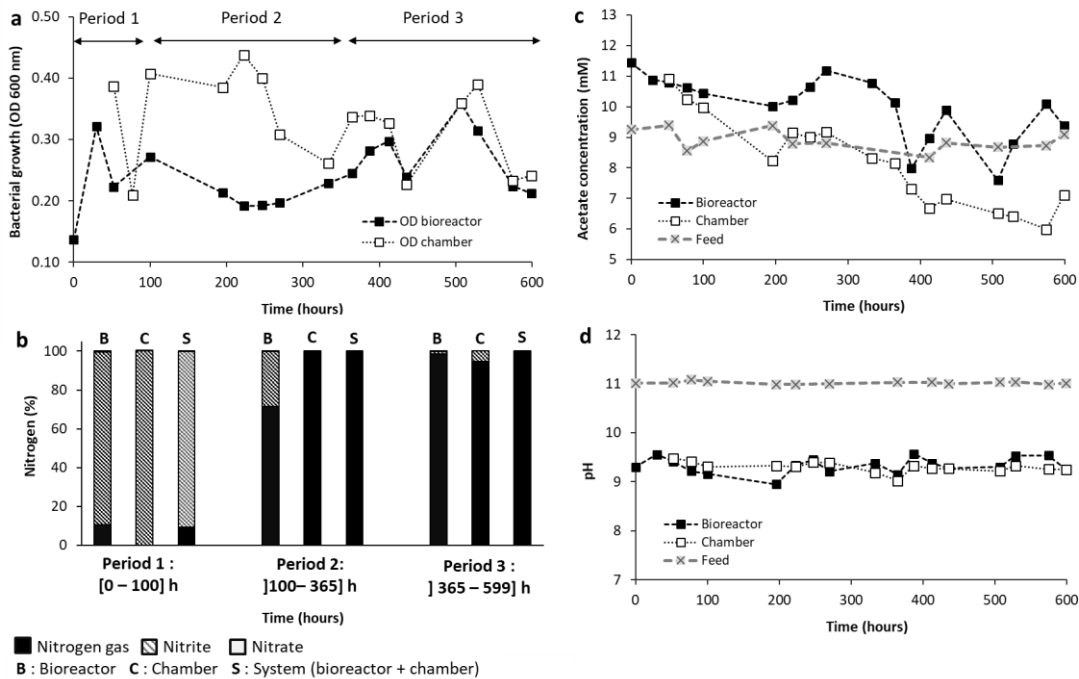 a
Period 1
Period 2
Period 3
0.50
0.40
0.30
0.20
0.10
Bacterial growth (OD 600 nm)
OD bioreactor
OD chamber
0 100 200 300 400 500 600
Time (hours)
c
13
12
11
10
9
8
7
6
5
Acetate concentration (mM)
Bioreactor
Chamber
Feed
0 100 200 300 400 500 600
Time (hours)
b
B C S B C S B C S
100
80
60
40
20
0
Nitrogen (%)
Period 1 : Period 2: Period 3 :
[0 – 100] h ]100– 365] h ] 365 – 599] h
Time (hours)
Nitrogen gas Nitrite Nitrate
B : Bioreactor C : Chamber S : System (bioreactor + chamber)
d
12
11
10
9
8
7
pH
Bioreactor
Chamber
Feed
0 100 200 300 400 500 600
Time (hours)